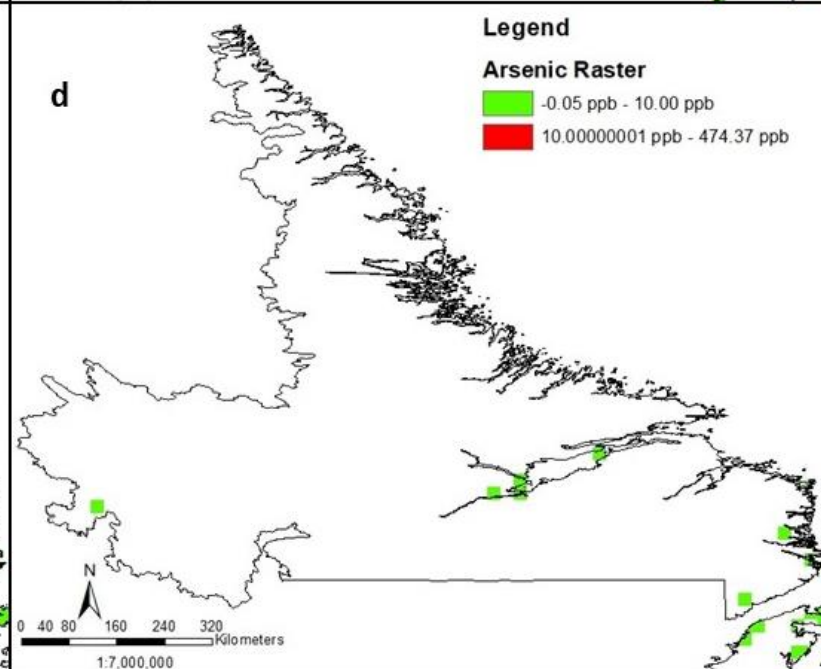 d
Legend
Arsenic Raster
-0.05 ppb - 10.00 ppb
10.00000001 ppb - 474.37 ppb
N
0 40 80 160 240 320
Kilometers
1:7,000,000